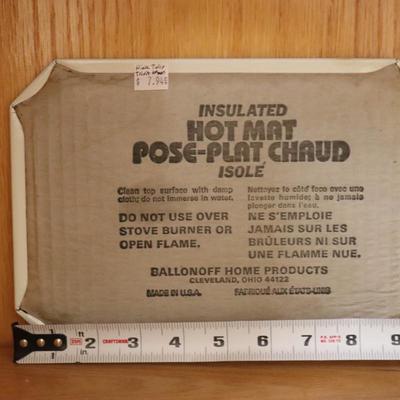 $ 7.94
INSULATED
HOT MAT
POSE-PLAT CHAUD
ISOLÉ
Clean top surface with damp
cloth; do not immerse in water.
Nettoyez le côté face avec une
lavette humide; à ne jamais
plonger dans l'eau.
DO NOT USE OVER
STOVE BURNER OR
OPEN FLAME.
NE S'EMPLOIE
JAMAIS SUR LES
BRÛLEURS NI SUR
UNE FLAMME NUE.
BALLONOFF HOME PRODUCTS
CLEVELAND, OHIO 44122
MADE IN U.S.A.
FABRIQUÉ AUX ÉTATS-UNIS
ft
in.
2
CRAFTSMAN
3 4 5 6 7 8 9